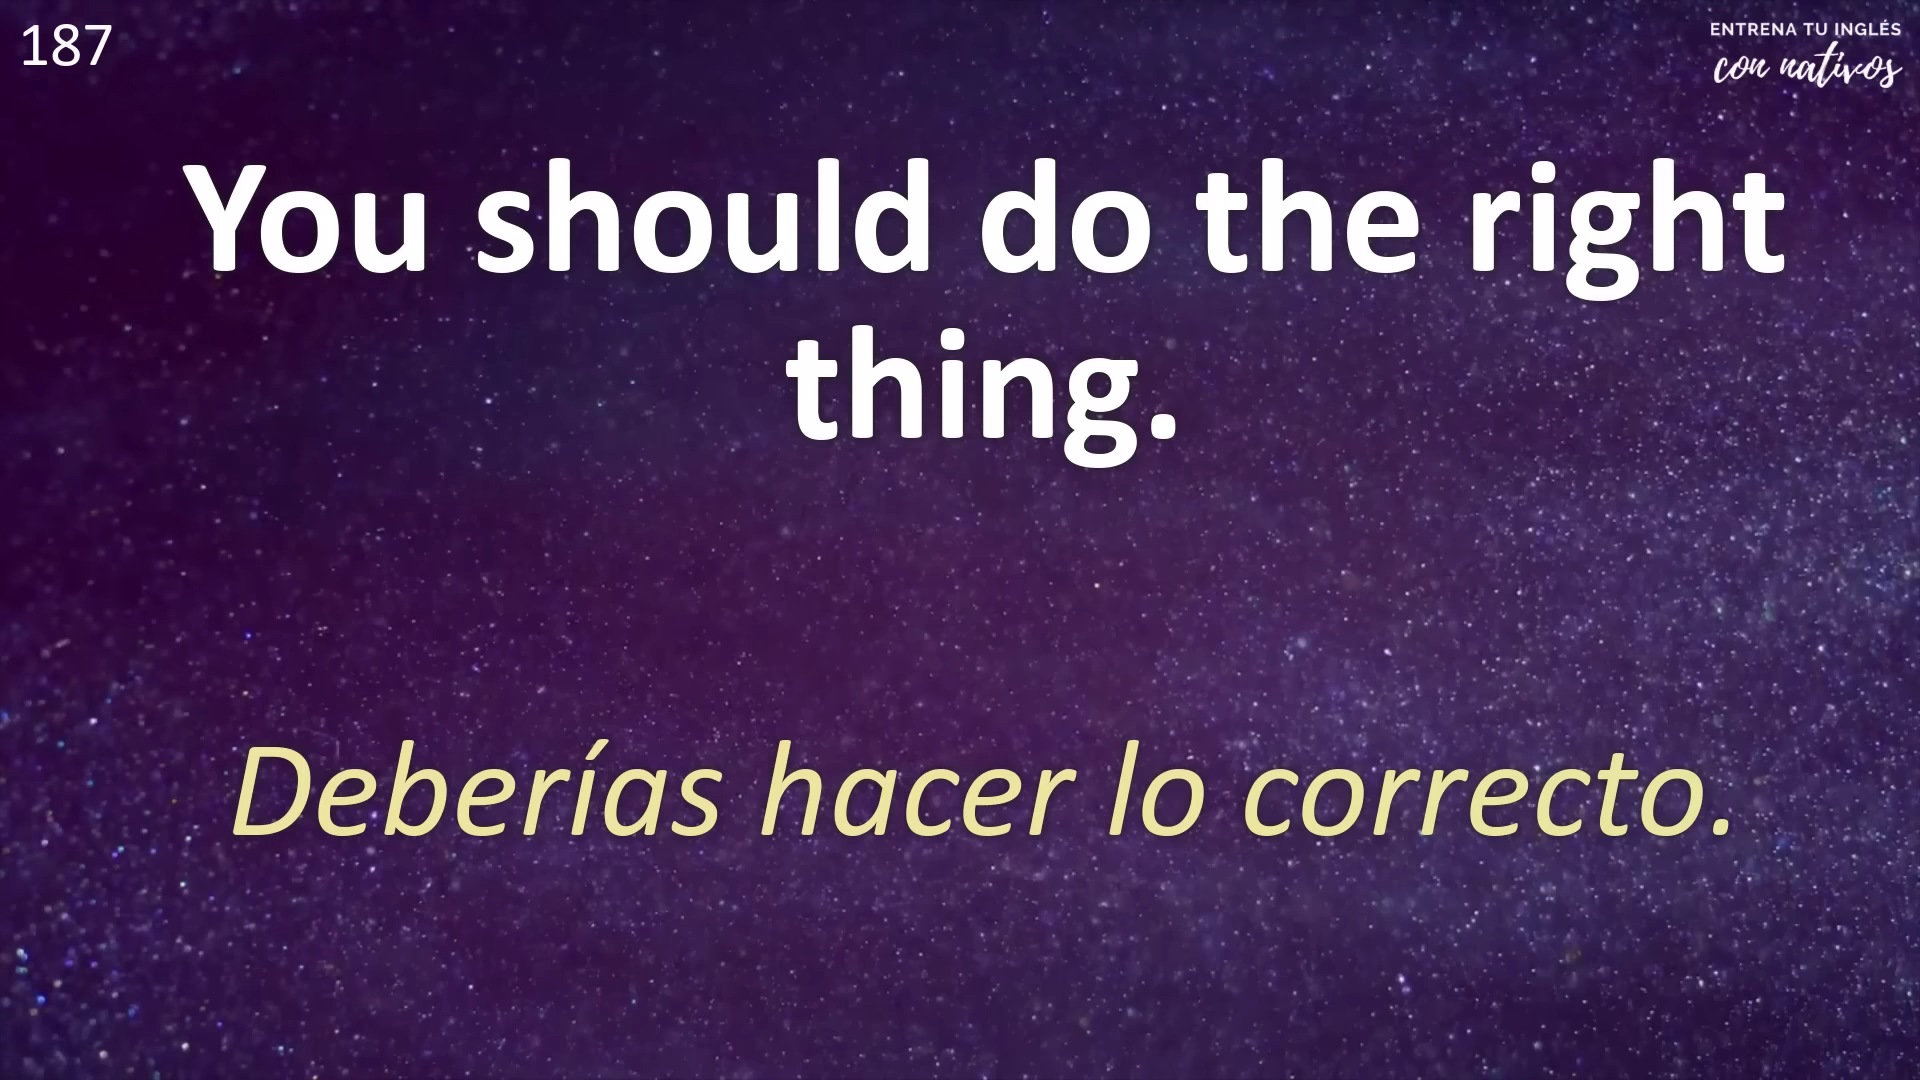 187
ENTRENA TU INGLÉS
con nativos
You should do the right
thing.
Deberías hacer lo correcto.